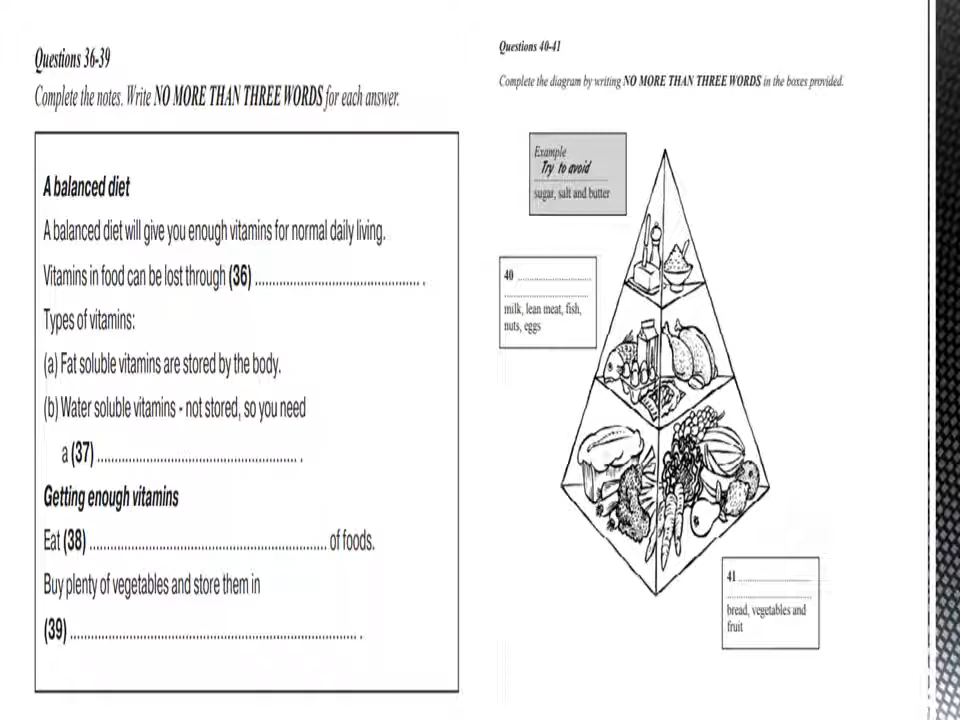 Questions 36-39
Complete the notes. Write NO MORE THAN THREE WORDS for each answer.
A balanced diet
A balanced diet will give you enough vitamins for normal daily living.
Vitamins in food can be lost through (36) ................................................ .
Types of vitamins:
(a) Fat soluble vitamins are stored by the body.
(b) Water soluble vitamins - not stored, so you need
a (37) ......................................................... .
Getting enough vitamins
Eat (38) .................................................................... of foods.
Buy plenty of vegetables and store them in
(39) .................................................................................. .
Questions 40-41
Complete the diagram by writing NO MORE THAN THREE WORDS in the boxes provided.
Example
Try to avoid
sugar, salt and butter
40 ..............................
..............................
milk, lean meat, fish,
nuts, eggs
41 ..............................
..............................
bread, vegetables and
fruit